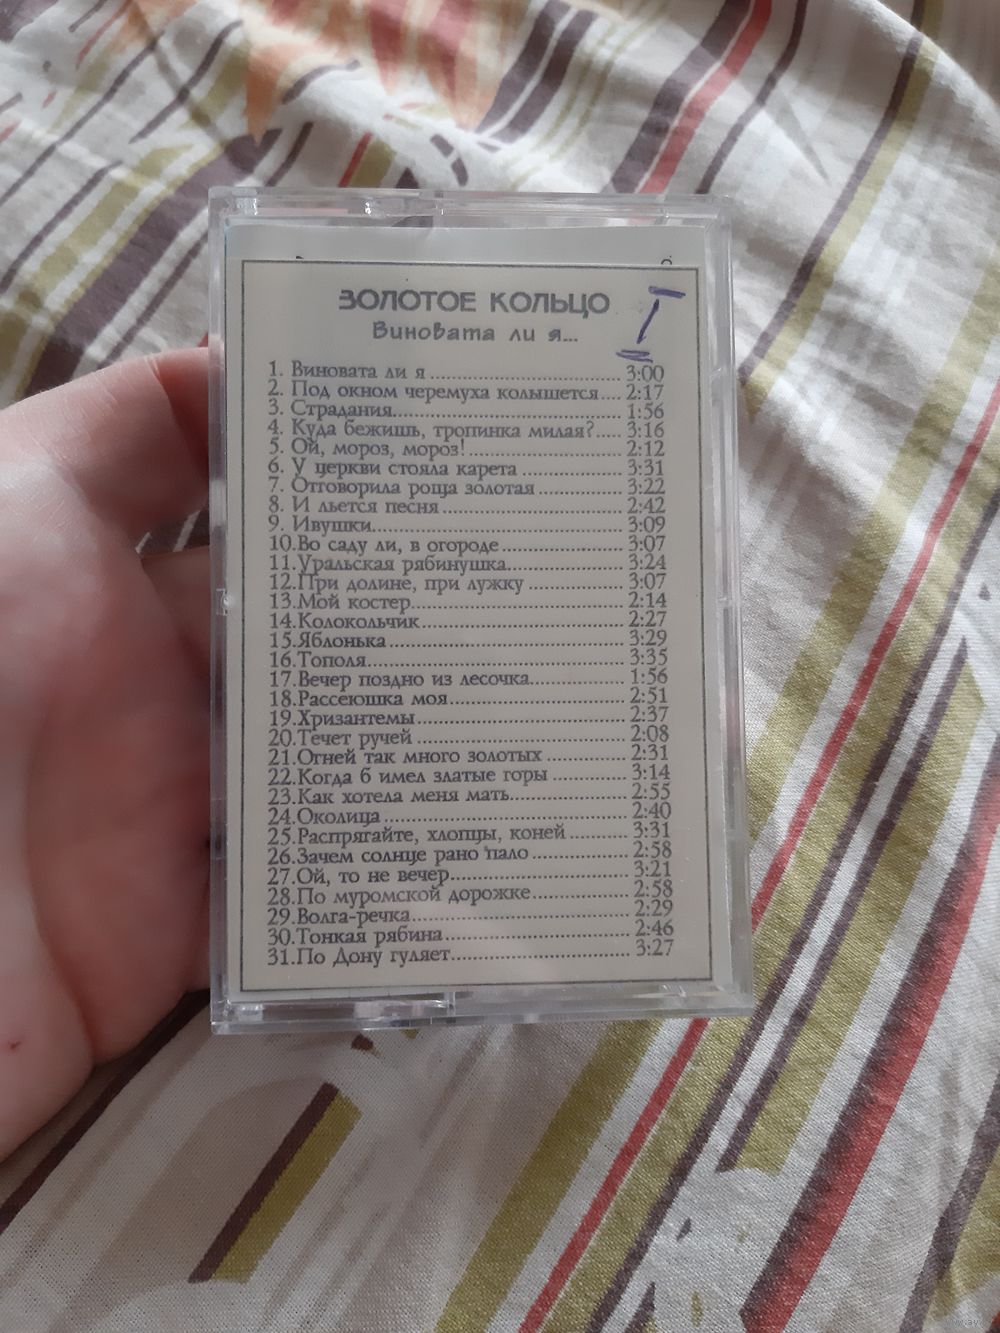 ЗОЛОТОЕ КОЛЬЦО
I
Виновата ли я...
1. Виновата ли я........................ 3:00
2. Под окном черемуха колышется.... 2:17
3. Страдания........................ 1:56
4. Куда бежишь, тропинка милая?..... 3:16
5. Ой, мороз, мороз!........................ 2:12
6. У церкви стояла карета ................ 3:31
7. Отговорила роща золотая ............. 3:22
8. И льется песня........................ 2:42
9. Ивушки........................ 3:09
10.Во саду ли, в огороде.................... 3:07
11.Уральская рябинушка.................. 3:24
12.При долине, при лужку ................ 3:07
13.Мой костер........................ 2:14
14.Колокольчик........................ 2:27
15.Яблонька........................ 3:29
16.Тополя........................ 3:35
17.Вечер поздно из лесочка............... 1:56
18.Рассеюшка моя........................ 2:51
19.Хризантемы........................ 2:37
20.Течет ручей........................ 2:08
21.Огней так много золотых ............. 2:31
22.Когда б имел златые горы ............ 3:14
23.Как хотела меня мать.................. 2:55
24.Околица........................ 2:40
25.Распрягайте, хлопцы, коней .......... 3:31
26.Зачем солнце рано пало ................ 2:58
27.Ой, то не вечер........................ 3:21
28.По муромской дорожке................. 2:58
29.Волга-речка........................ 2:29
30.Тонкая рябина........................ 2:46
31.По Дону гуляет........................ 3:27